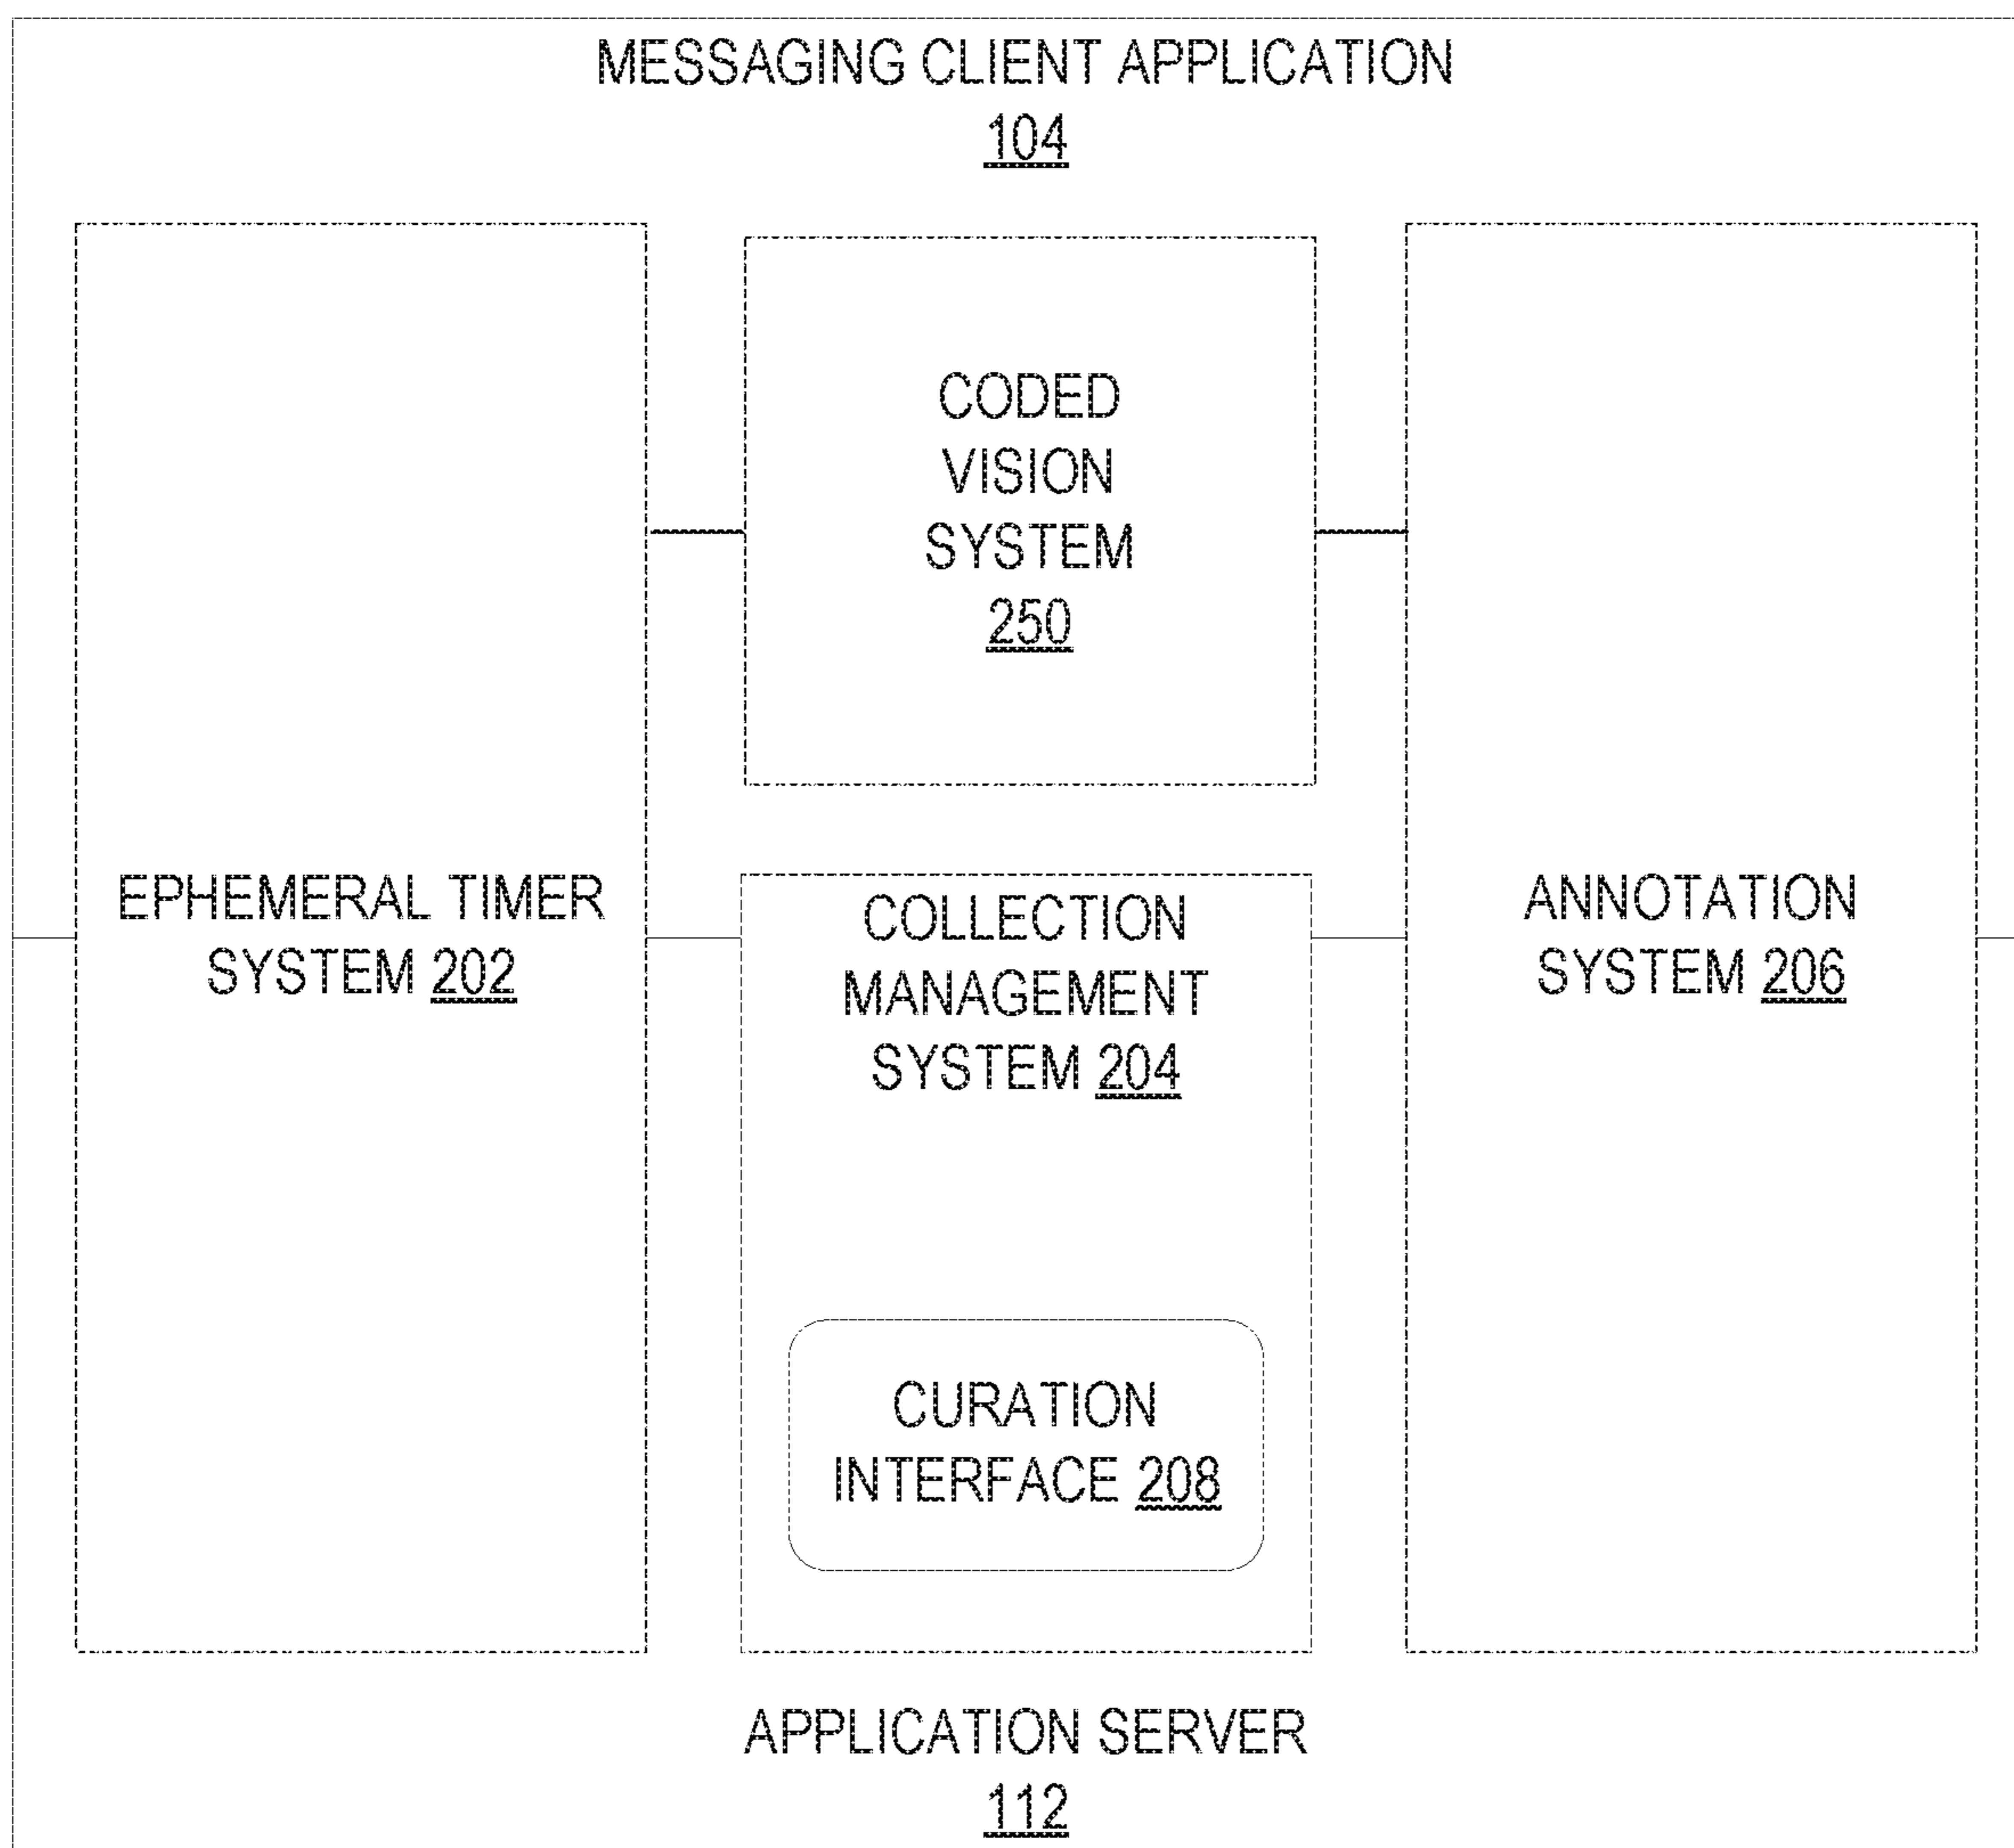 MESSAGING CLIENT APPLICATION
104
CODED
VISION
SYSTEM
250
EPHEMERAL TIMER
SYSTEM 202
COLLECTION
MANAGEMENT
SYSTEM 204
ANNOTATION
SYSTEM 206
CURATION
INTERFACE 208
APPLICATION SERVER
112